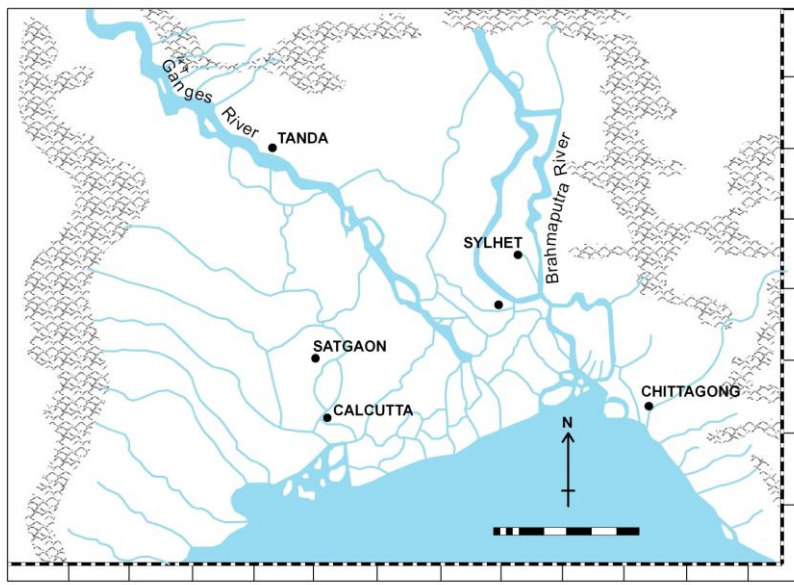 Ganges River
TANDA
Brahmaputra River
SYLHET
SATGAON
CHITTAGONG
CALCUTTA
N